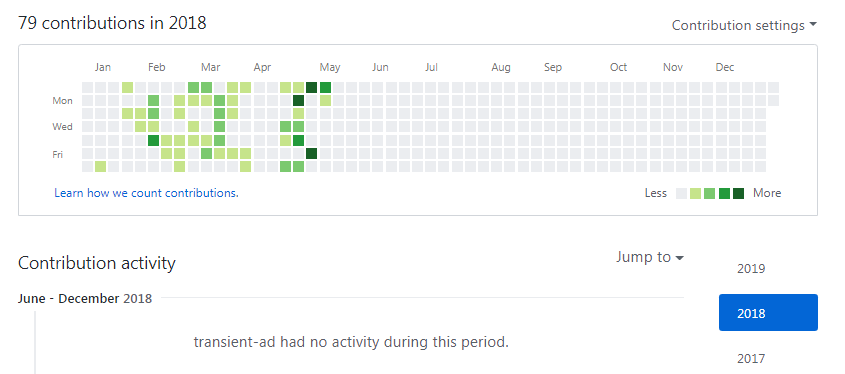 79 contributions in 2018
Contribution settings
Jan Feb Mar Apr May Jun Jul Aug Sep Oct Nov Dec
Mon
Wed
Fri
Learn how we count contributions.
Less More
Contribution activity
Jump to
2019
June - December 2018
2018
transient-ad had no activity during this period.
2017